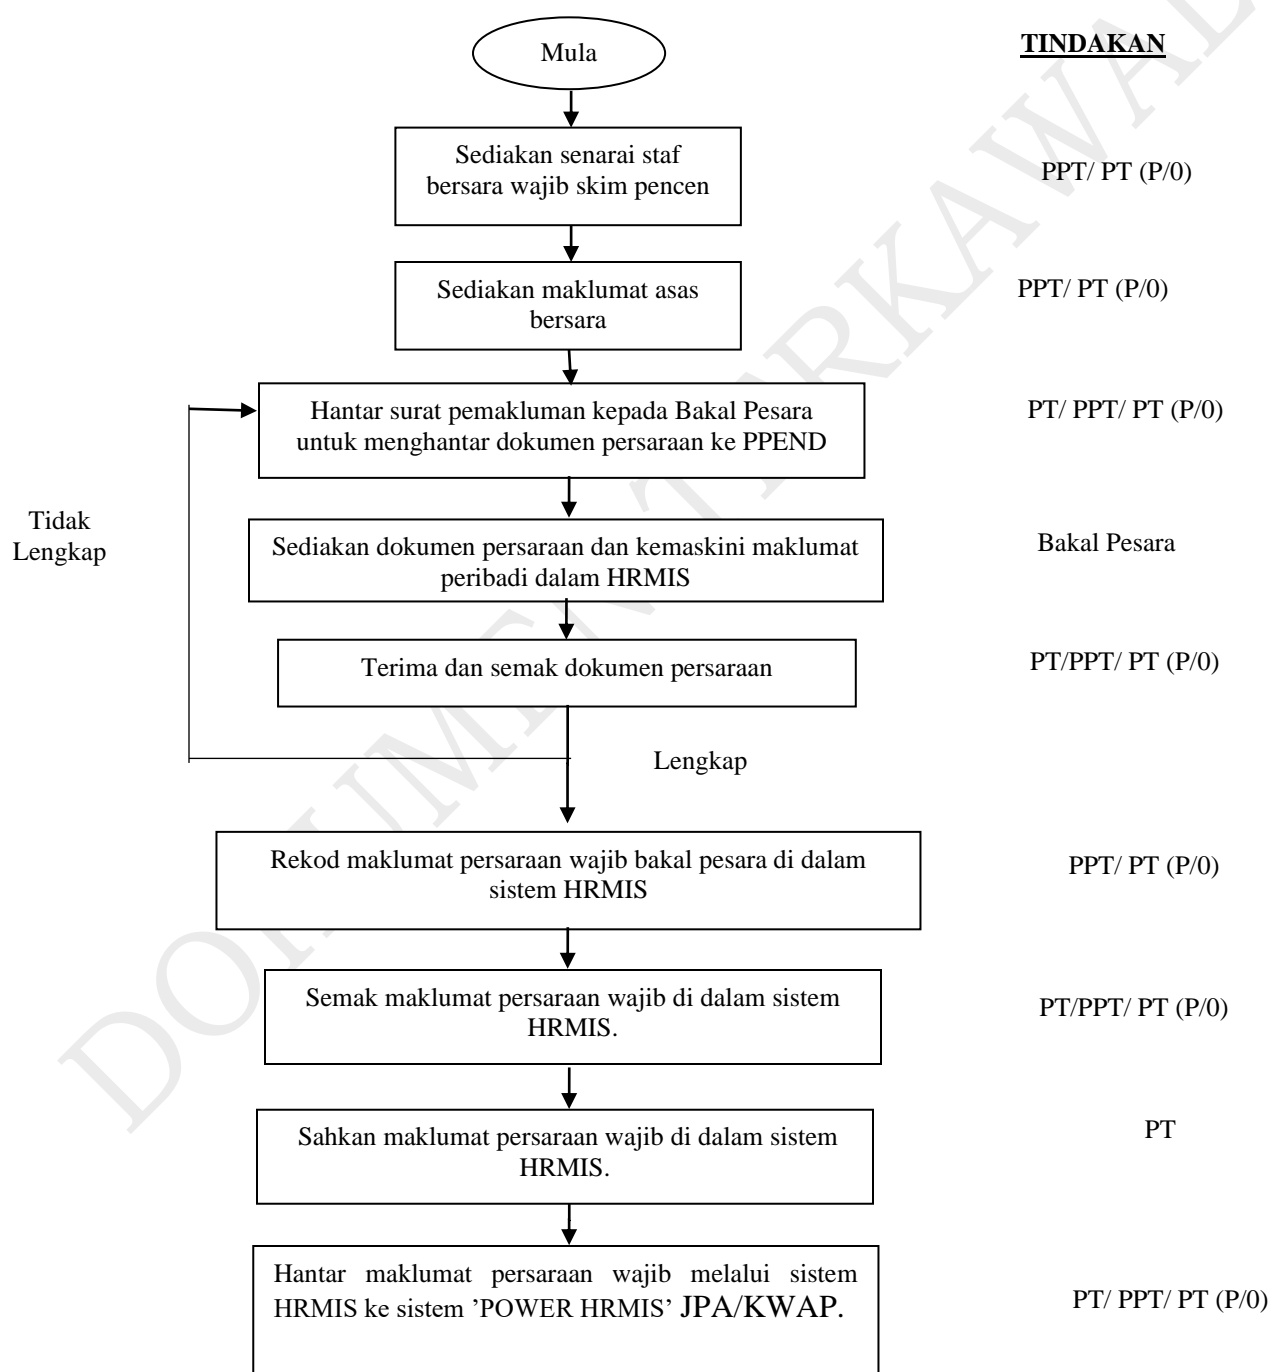 Mula
TINDAKAN
Sediakan senarai staf
bersara wajib skim pencen
PPT/ PT (P/0)
Sediakan maklumat asas
bersara
PPT/ PT (P/0)
Hantar surat pemakluman kepada Bakal Pesara
untuk menghantar dokumen persaraan ke PPEND
PT/ PPT/ PT (P/0)
Tidak
Lengkap
Sediakan dokumen persaraan dan kemaskini maklumat
peribadi dalam HRMIS
Bakal Pesara
Terima dan semak dokumen persaraan
PT/PPT/ PT (P/0)
Lengkap
Rekod maklumat persaraan wajib bakal pesara di dalam
sistem HRMIS
PPT/ PT (P/0)
Semak maklumat persaraan wajib di dalam sistem
HRMIS.
PT/PPT/ PT (P/0)
Sahkan maklumat persaraan wajib di dalam sistem
HRMIS.
PT
Hantar maklumat persaraan wajib melalui sistem
HRMIS ke sistem ’POWER HRMIS’ JPA/KWAP.
PT/ PPT/ PT (P/0)